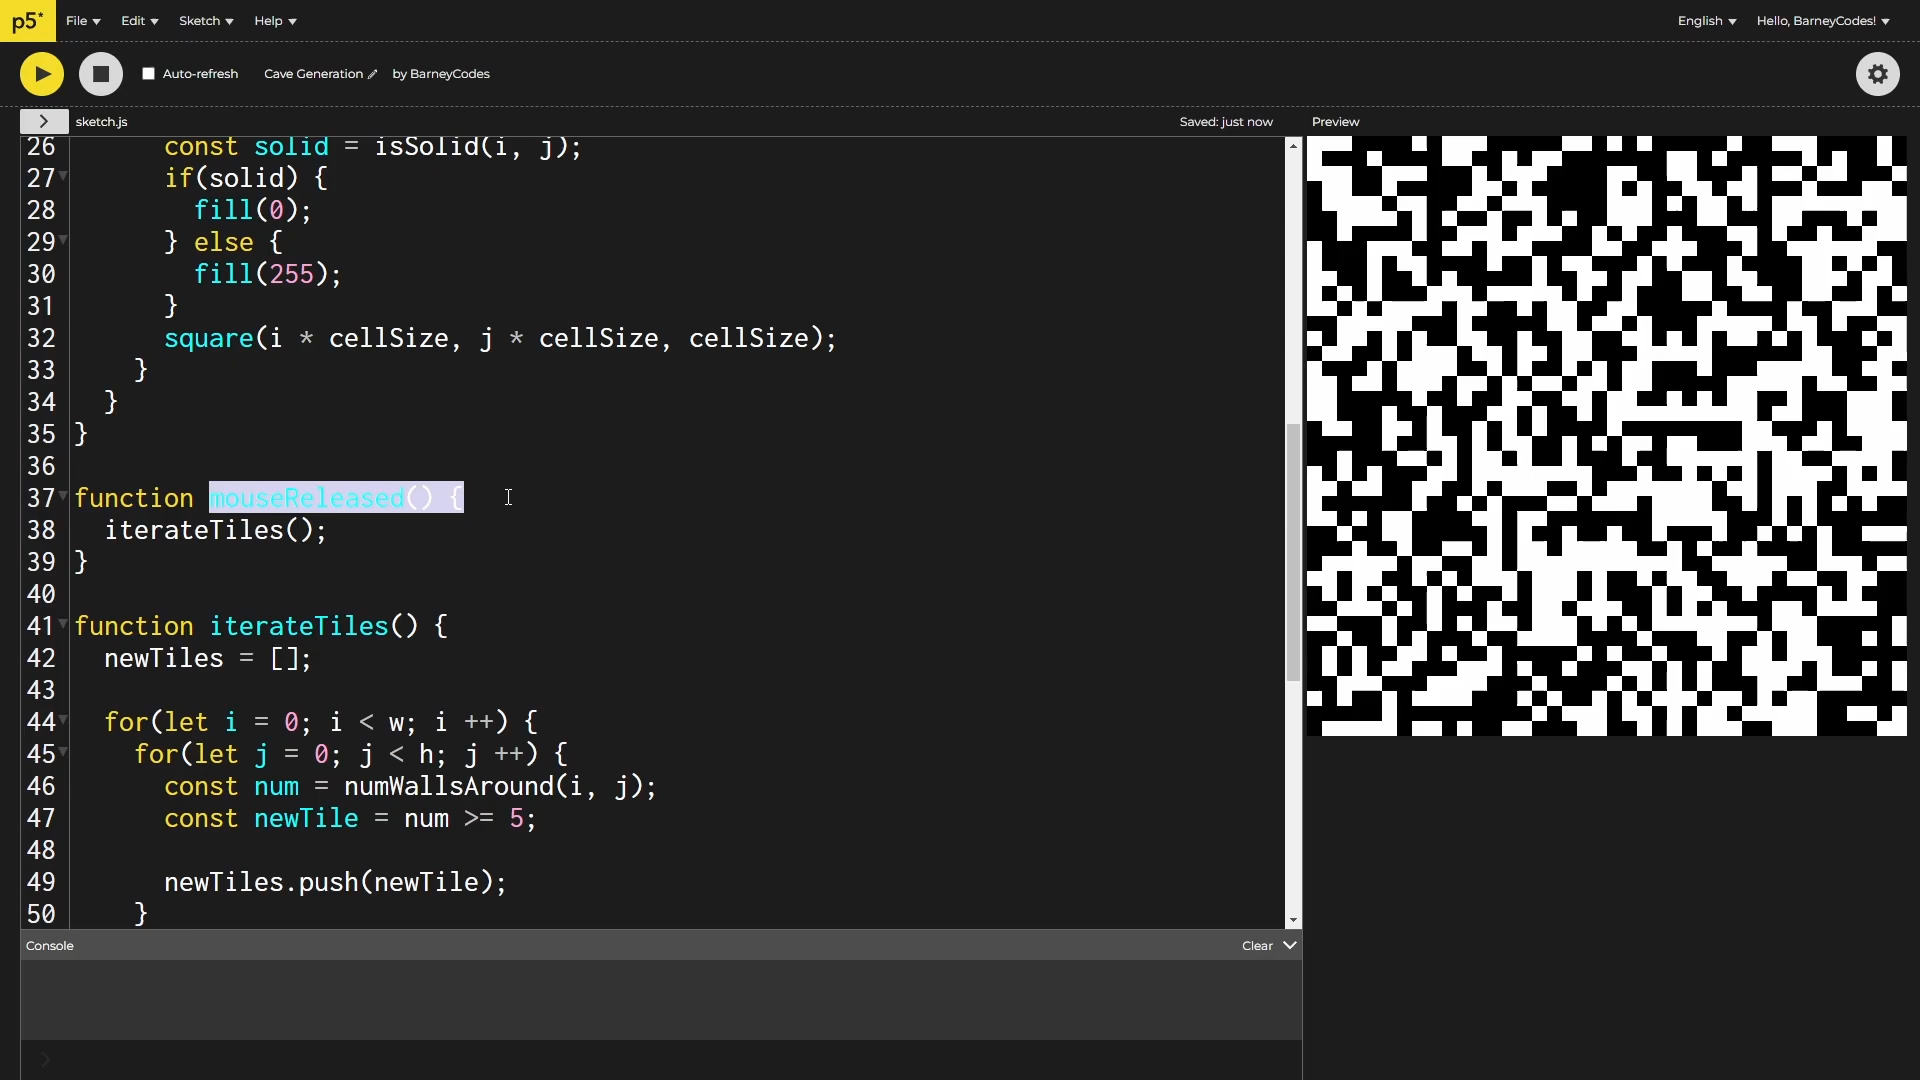 p5* File Edit Sketch Help English Hello, BarneyCodes!
Auto-refresh Cave Generation by BarneyCodes
> sketch.js Saved: just now Preview
26 const solid = isSolid(i, j);
27 if(solid) {
28 fill(0);
29 } else {
30 fill(255);
31 }
32 square(i * cellSize, j * cellSize, cellSize);
33 }
34 }
35 }
36
37 function mouseReleased() {
38 iterateTiles();
39 }
40
41 function iterateTiles() {
42 newTiles = [];
43
44 for(let i = 0; i < w; i ++) {
45 for(let j = 0; j < h; j ++) {
46 const num = numWallsAround(i, j);
47 const newTile = num >= 5;
48
49 newTiles.push(newTile);
50 }
Console Clear
>